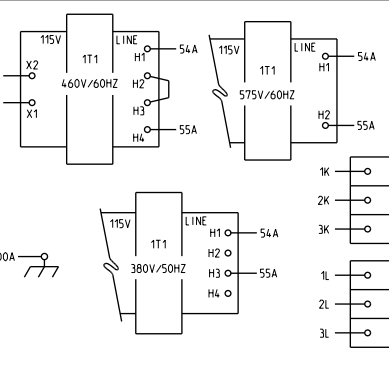 115V
LINE
1T1
460V/60HZ
X2
X1
H1
H2
H3
H4
54A
55A
115V
LINE
1T1
575V/60HZ
H1
H2
54A
55A
1K
2K
3K
115V
LINE
1T1
380V/50HZ
H1
H2
H3
H4
54A
55A
00A
1L
2L
3L